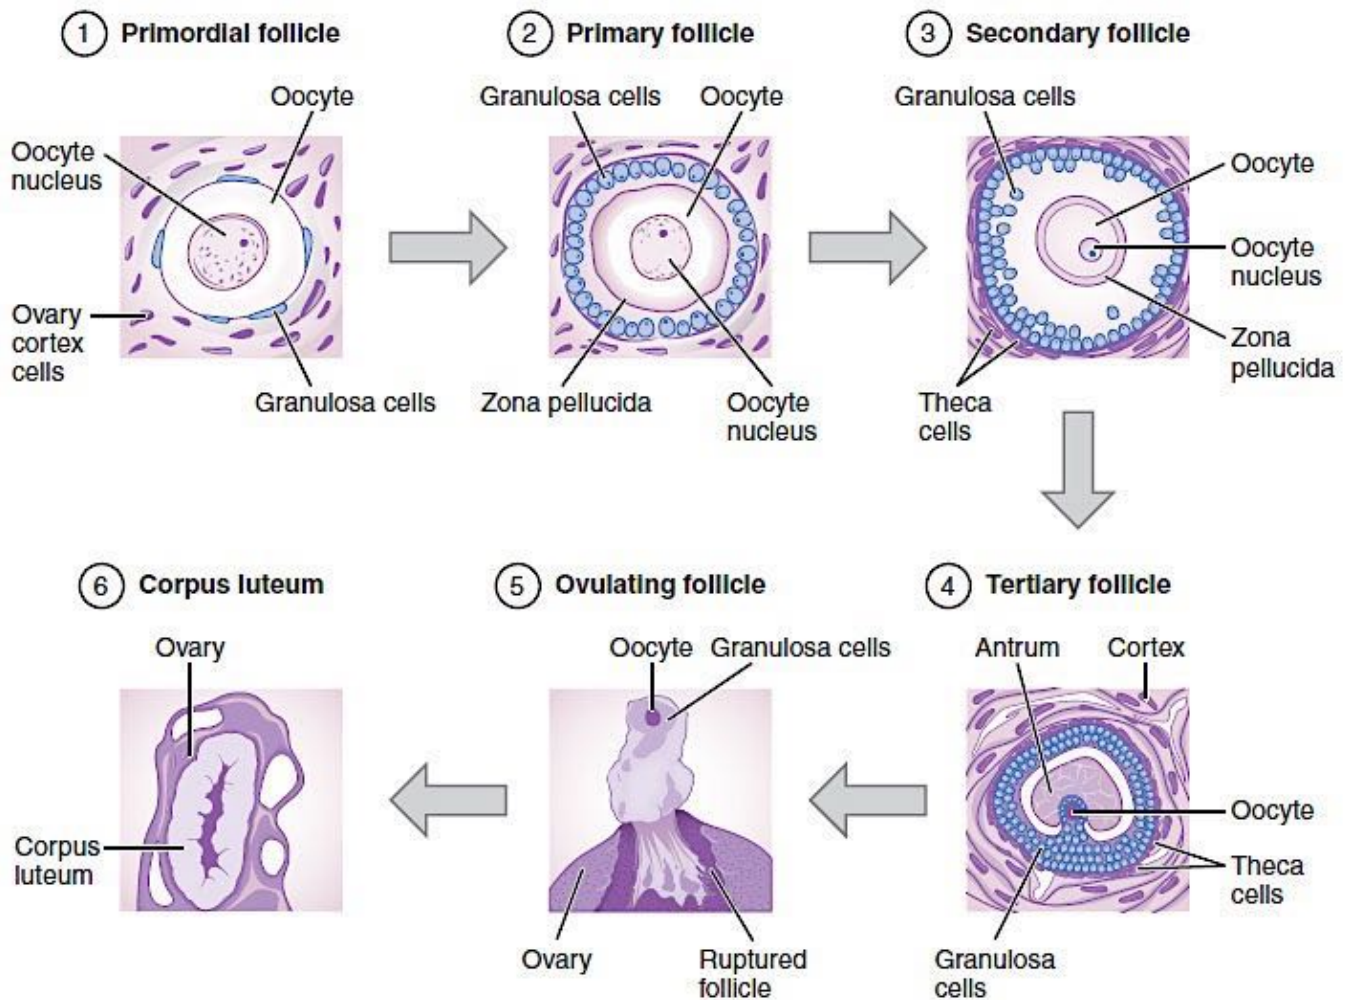 1 Primordial follicle
Oocyte
Oocyte
nucleus
Ovary
cortex
cells
Granulosa cells
2 Primary follicle
Granulosa cells
Oocyte
Zona pellucida
Oocyte
nucleus
3 Secondary follicle
Granulosa cells
Oocyte
Oocyte
nucleus
Zona
pellucida
Theca
cells
4 Tertiary follicle
Antrum
Cortex
Oocyte
Theca
cells
Granulosa
cells
5 Ovulating follicle
Oocyte
Granulosa cells
Ovary
Ruptured
follicle
6 Corpus luteum
Ovary
Corpus
luteum